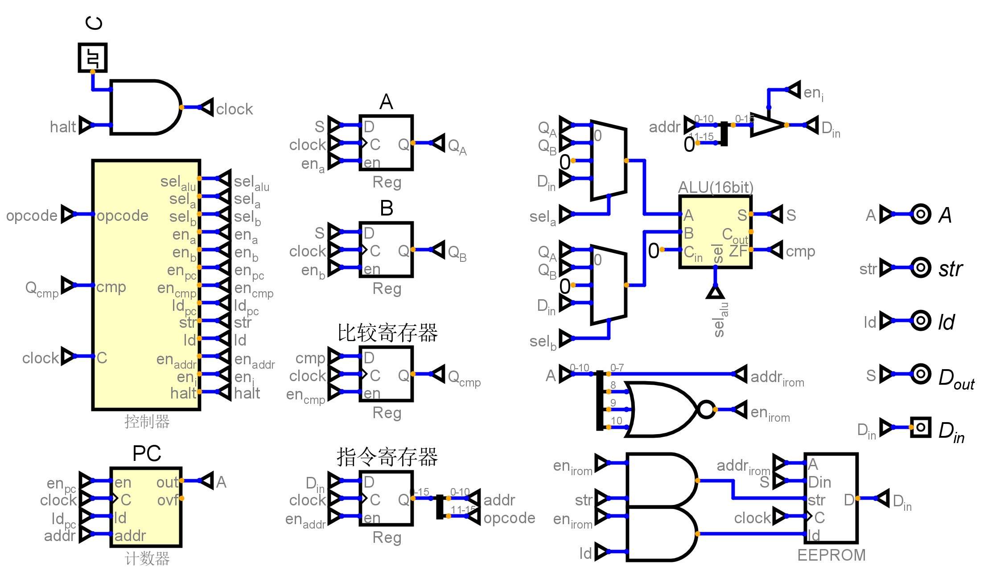 C
clock
halt
opcode
Q_cmp
clock
opcode
cmp
C
sel_alu
sel_a
sel_b
en_a
en_b
en_pc
en_cmp
ld_pc
str
ld
en_addr
en_i
halt
sel_alu
sel_a
sel_b
en_a
en_b
en_pc
en_cmp
ld_pc
str
ld
en_addr
en_i
halt
控制器
PC
en_pc
clock
ld_pc
addr
en
C
ld
addr
out
ovf
A
计数器
A
S
clock
en_a
D
C
en
Q
Q_A
Reg
B
S
clock
en_b
D
C
en
Q
Q_B
Reg
比较寄存器
cmp
clock
en_cmp
D
C
en
Q
Q_cmp
Reg
指令寄存器
D_in
clock
en_addr
D
C
en
Q
0-15
0-10
11-15
addr
opcode
Reg
Q_A
Q_B
0
D_in
sel_a
0
Q_A
Q_B
0
D_in
sel_b
0
en_i
addr
0-10
0-15
11-15
0
D_in
ALU(16bit)
A
B
C_in
0
sel
S
C_out
ZF
S
cmp
sel_alu
A
0-10
0-7
8
9
10
addr_irom
en_irom
en_irom
str
en_irom
ld
addr_irom
S
clock
A
Din
str
C
ld
D
D_in
EEPROM
A
A
str
str
ld
ld
S
D_out
D_in
D_in